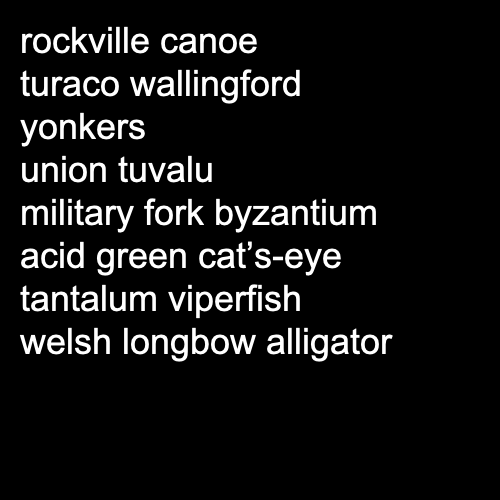 rockville canoe
turaco wallingford
yonkers
union tuvalu
military fork byzantium
acid green cat’s-eye
tantalum viperfish
welsh longbow alligator